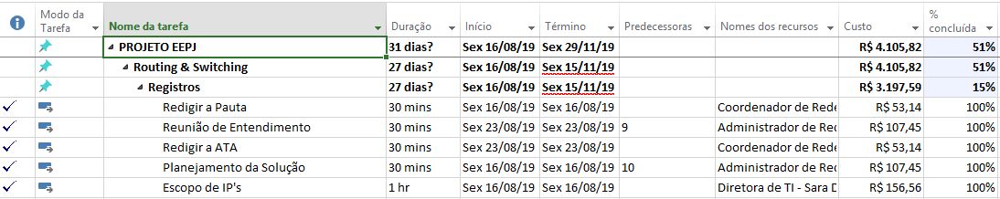 Modo da Tarefa Nome da tarefa Duração Início Término Predecessoras Nomes dos recursos Custo % concluída
PROJETO EEPJ 31 dias? Sex 16/08/19 Sex 29/11/19 R$ 4.105,82 51%
Routing & Switching 27 dias? Sex 16/08/19 Sex 15/11/19 R$ 4.105,82 51%
Registros 27 dias? Sex 16/08/19 Sex 15/11/19 R$ 3.197,59 15%
Redigir a Pauta 30 mins Sex 16/08/19 Sex 16/08/19 Coordenador de Rede R$ 53,14 100%
Reunião de Entendimento 30 mins Sex 23/08/19 Sex 23/08/19 9 Administrador de Red R$ 107,45 100%
Redigir a ATA 30 mins Sex 23/08/19 Sex 23/08/19 Coordenador de Rede R$ 53,14 100%
Planejamento da Solução 30 mins Sex 16/08/19 Sex 16/08/19 10 Administrador de Red R$ 107,45 100%
Escopo de IP's 1 hr Sex 16/08/19 Sex 16/08/19 Diretora de TI - Sara D R$ 156,56 100%